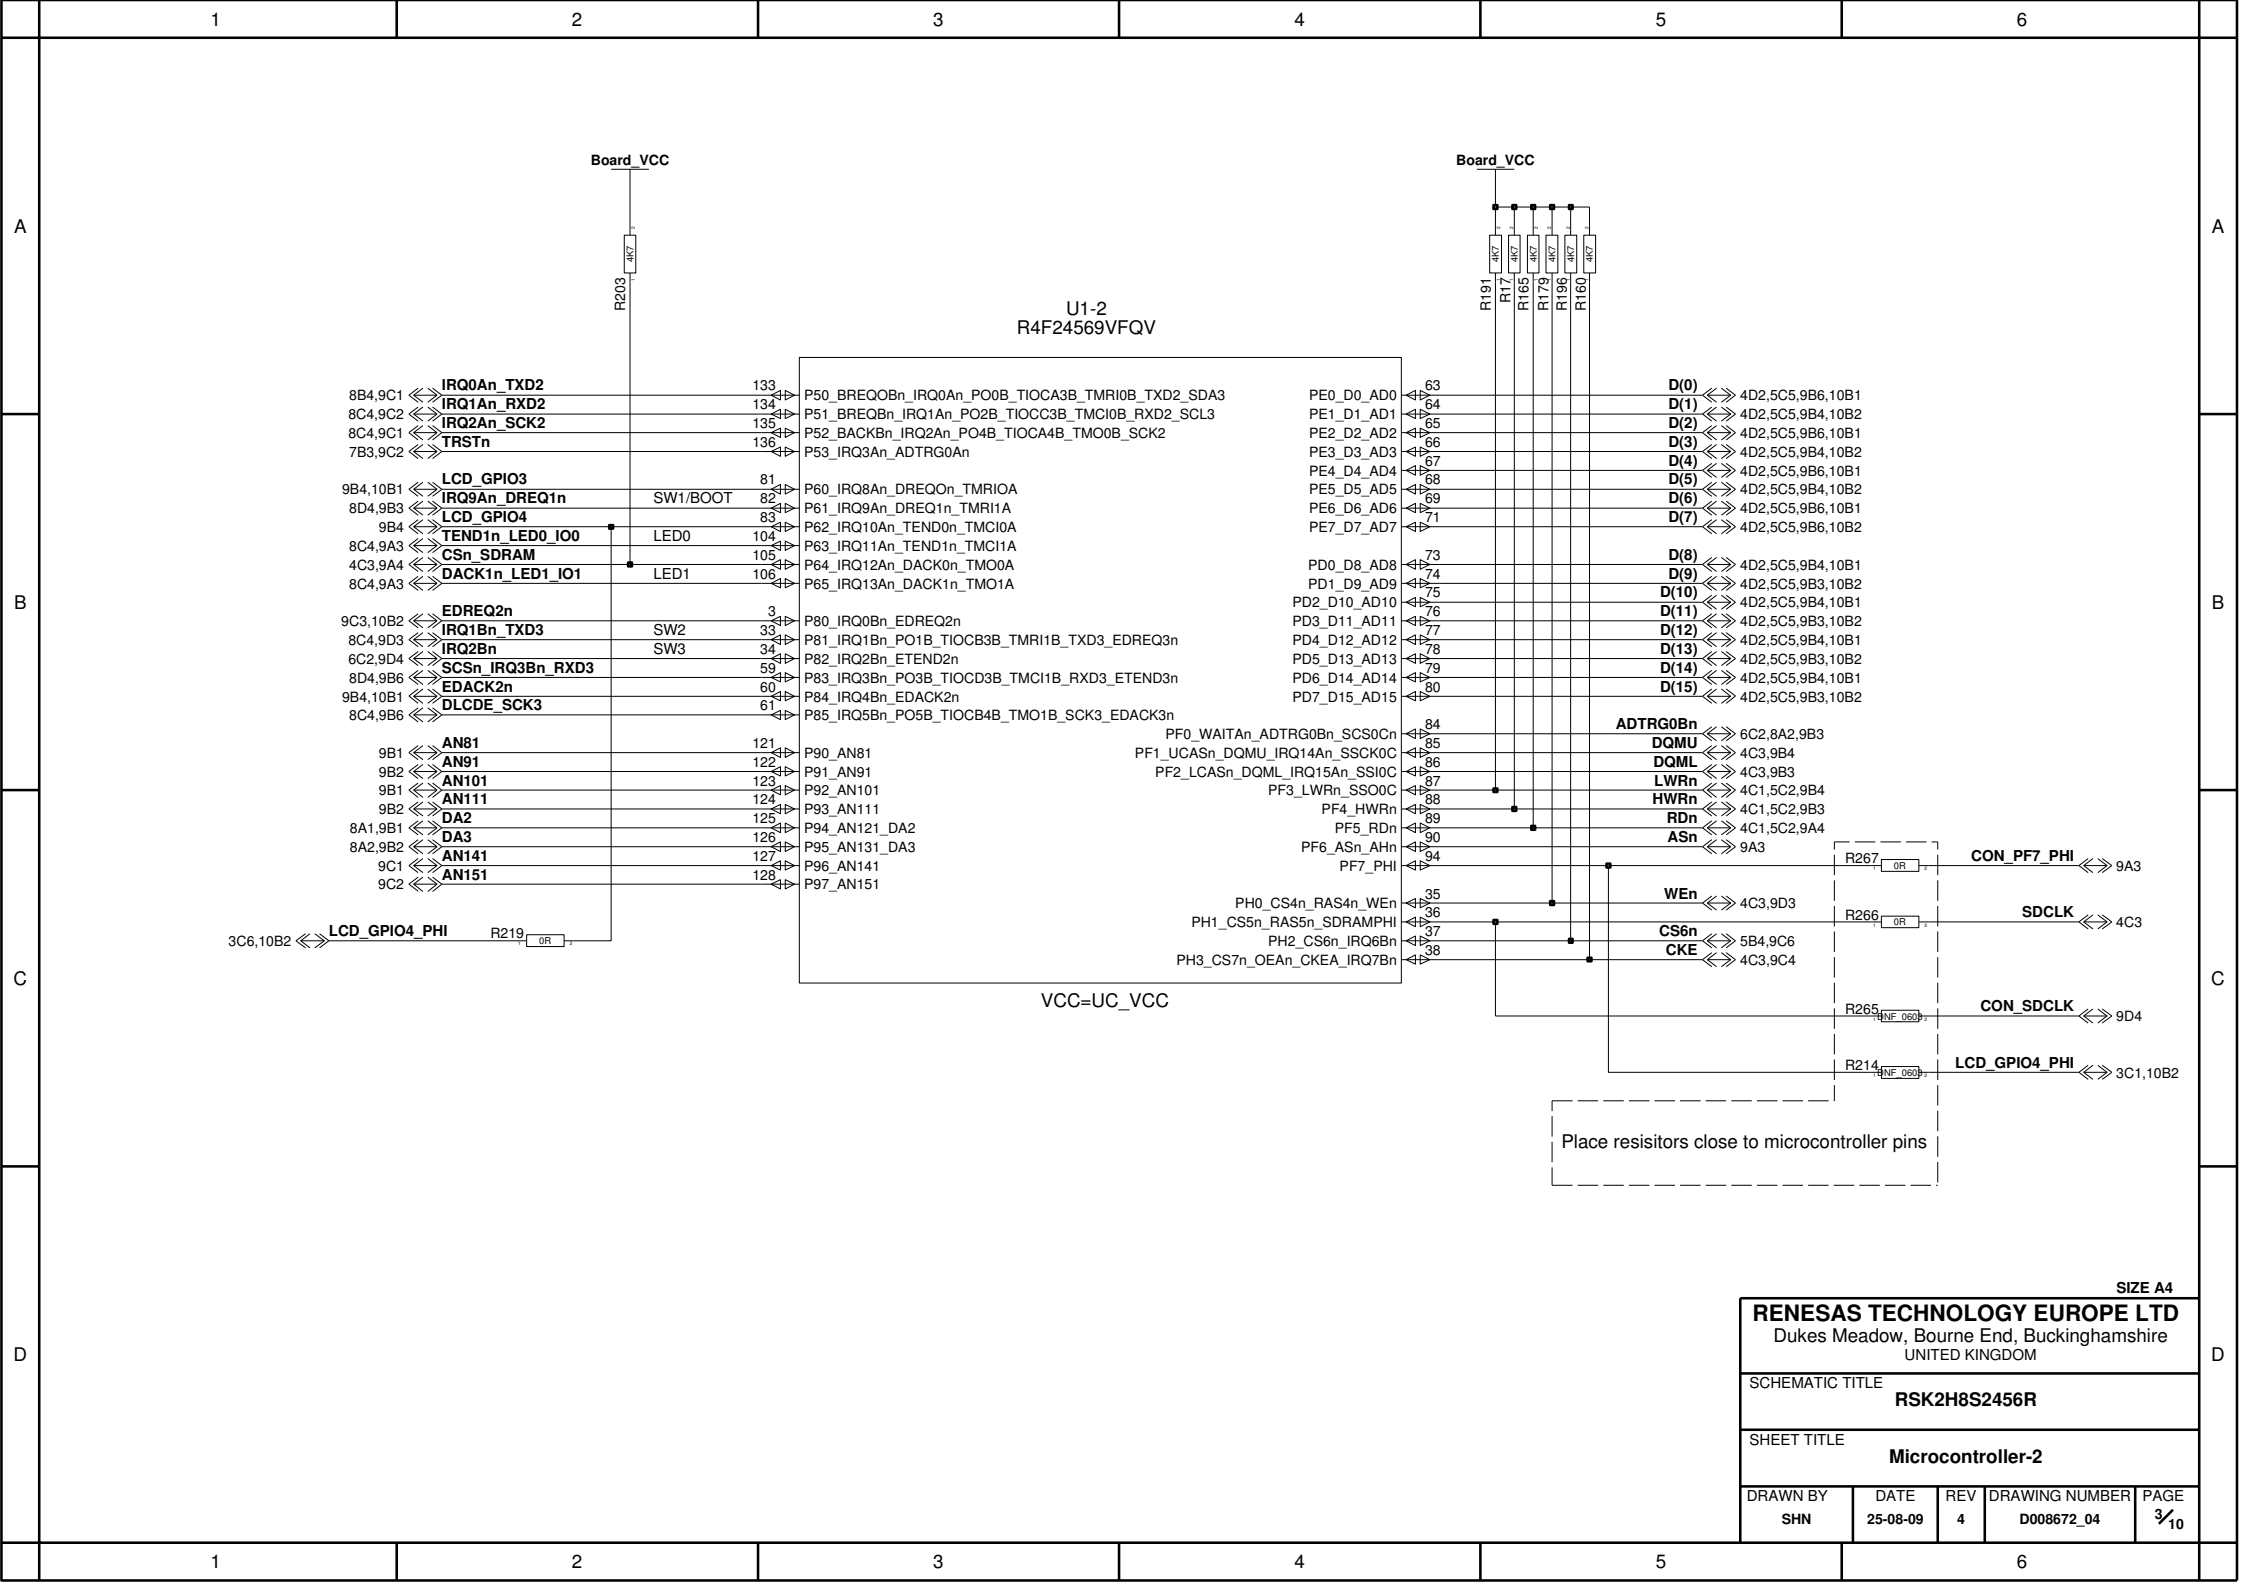 1 2 3 4 5 6
A A
B B
C C
D D
Board_VCC
4K7
R203
Board_VCC
4K7 4K7 4K7 4K7 4K7 4K7
R191 R17 R165 R179 R196 R160
U1-2
R4F24569VFQV
8B4,9C1 IRQ0An_TXD2 133 P50_BREQOBn_IRQ0An_PO0B_TIOCA3B_TMRI0B_TXD2_SDA3
8C4,9C2 IRQ1An_RXD2 134 P51_BREQBn_IRQ1An_PO2B_TIOCC3B_TMCI0B_RXD2_SCL3
8C4,9C1 IRQ2An_SCK2 135 P52_BACKBn_IRQ2An_PO4B_TIOCA4B_TMO0B_SCK2
7B3,9C2 TRSTn 136 P53_IRQ3An_ADTRG0An
9B4,10B1 LCD_GPIO3 81 P60_IRQ8An_DREQOn_TMRIOA
8D4,9B3 IRQ9An_DREQ1n SW1/BOOT 82 P61_IRQ9An_DREQ1n_TMRI1A
9B4 LCD_GPIO4 83 P62_IRQ10An_TEND0n_TMCI0A
8C4,9A3 TEND1n_LED0_IO0 LED0 104 P63_IRQ11An_TEND1n_TMCI1A
4C3,9A4 CSn_SDRAM 105 P64_IRQ12An_DACK0n_TMO0A
8C4,9A3 DACK1n_LED1_IO1 LED1 106 P65_IRQ13An_DACK1n_TMO1A
9C3,10B2 EDREQ2n 3 P80_IRQ0Bn_EDREQ2n
8C4,9D3 IRQ1Bn_TXD3 SW2 33 P81_IRQ1Bn_PO1B_TIOCB3B_TMRI1B_TXD3_EDREQ3n
6C2,9D4 IRQ2Bn SW3 34 P82_IRQ2Bn_ETEND2n
8D4,9B6 SCSn_IRQ3Bn_RXD3 59 P83_IRQ3Bn_PO3B_TIOCD3B_TMCI1B_RXD3_ETEND3n
9B4,10B1 EDACK2n 60 P84_IRQ4Bn_EDACK2n
8C4,9B6 DLCDE_SCK3 61 P85_IRQ5Bn_PO5B_TIOCB4B_TMO1B_SCK3_EDACK3n
9B1 AN81 121 P90_AN81
9B2 AN91 122 P91_AN91
9B1 AN101 123 P92_AN101
9B2 AN111 124 P93_AN111
8A1,9B1 DA2 125 P94_AN121_DA2
8A2,9B2 DA3 126 P95_AN131_DA3
9C1 AN141 127 P96_AN141
9C2 AN151 128 P97_AN151
3C6,10B2 LCD_GPIO4_PHI R219 0R
PE0_D0_AD0 63 D(0) 4D2,5C5,9B6,10B1
PE1_D1_AD1 64 D(1) 4D2,5C5,9B4,10B2
PE2_D2_AD2 65 D(2) 4D2,5C5,9B6,10B1
PE3_D3_AD3 66 D(3) 4D2,5C5,9B4,10B2
PE4_D4_AD4 67 D(4) 4D2,5C5,9B6,10B1
PE5_D5_AD5 68 D(5) 4D2,5C5,9B4,10B2
PE6_D6_AD6 69 D(6) 4D2,5C5,9B6,10B1
PE7_D7_AD7 71 D(7) 4D2,5C5,9B6,10B2
PD0_D8_AD8 73 D(8) 4D2,5C5,9B4,10B1
PD1_D9_AD9 74 D(9) 4D2,5C5,9B3,10B2
PD2_D10_AD10 75 D(10) 4D2,5C5,9B4,10B1
PD3_D11_AD11 76 D(11) 4D2,5C5,9B3,10B2
PD4_D12_AD12 77 D(12) 4D2,5C5,9B4,10B1
PD5_D13_AD13 78 D(13) 4D2,5C5,9B3,10B2
PD6_D14_AD14 79 D(14) 4D2,5C5,9B4,10B1
PD7_D15_AD15 80 D(15) 4D2,5C5,9B3,10B2
PF0_WAITAn_ADTRG0Bn_SCS0Cn 84 ADTRG0Bn 6C2,8A2,9B3
PF1_UCASn_DQMU_IRQ14An_SSCK0C 85 DQMU 4C3,9B4
PF2_LCASn_DQML_IRQ15An_SSI0C 86 DQML 4C3,9B3
PF3_LWRn_SSO0C 87 LWRn 4C1,5C2,9B4
PF4_HWRn 88 HWRn 4C1,5C2,9B3
PF5_RDn 89 RDn 4C1,5C2,9A4
PF6_ASn_AHn 90 ASn 9A3
PF7_PHI 94 R267 0R CON_PF7_PHI 9A3
PH0_CS4n_RAS4n_WEn 35 WEn 4C3,9D3
PH1_CS5n_RAS5n_SDRAMPHI 36 R266 0R SDCLK 4C3
PH2_CS6n_IRQ6Bn 37 CS6n 5B4,9C6
PH3_CS7n_OEAn_CKEA_IRQ7Bn 38 CKE 4C3,9C4
R265 DNF_0603 CON_SDCLK 9D4
R214 DNF_0603 LCD_GPIO4_PHI 3C1,10B2
VCC=UC_VCC
Place resisitors close to microcontroller pins
SIZE A4
RENESAS TECHNOLOGY EUROPE LTD
Dukes Meadow, Bourne End, Buckinghamshire
UNITED KINGDOM
SCHEMATIC TITLE
RSK2H8S2456R
SHEET TITLE
Microcontroller-2
DRAWN BY DATE REV DRAWING NUMBER PAGE
SHN 25-08-09 4 D008672_04 3/10
1 2 3 4 5 6